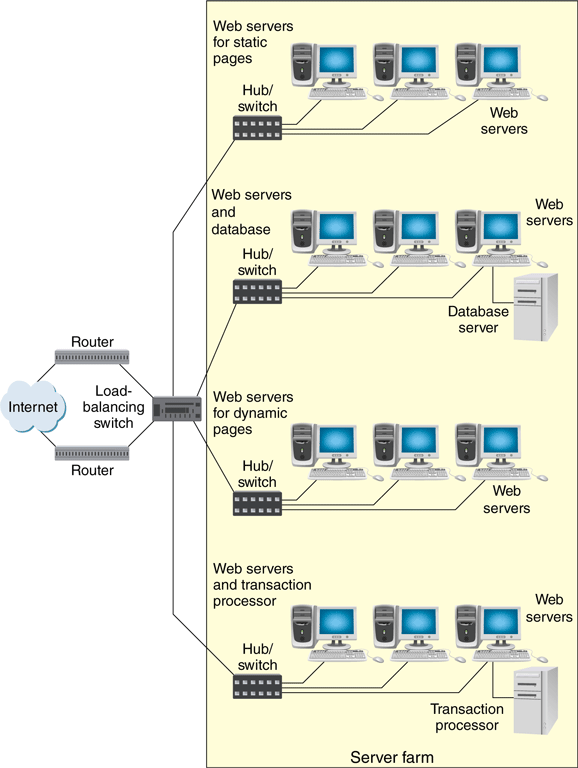 Web servers
for static
pages
Hub/
switch
Web
servers
Web servers
and
database
Web
servers
Hub/
switch
Database
server
Router
Internet
Load-
balancing
switch
Router
Web servers
for dynamic
pages
Hub/
switch
Web
servers
Web servers
and transaction
processor
Web
servers
Hub/
switch
Transaction
processor
Server farm